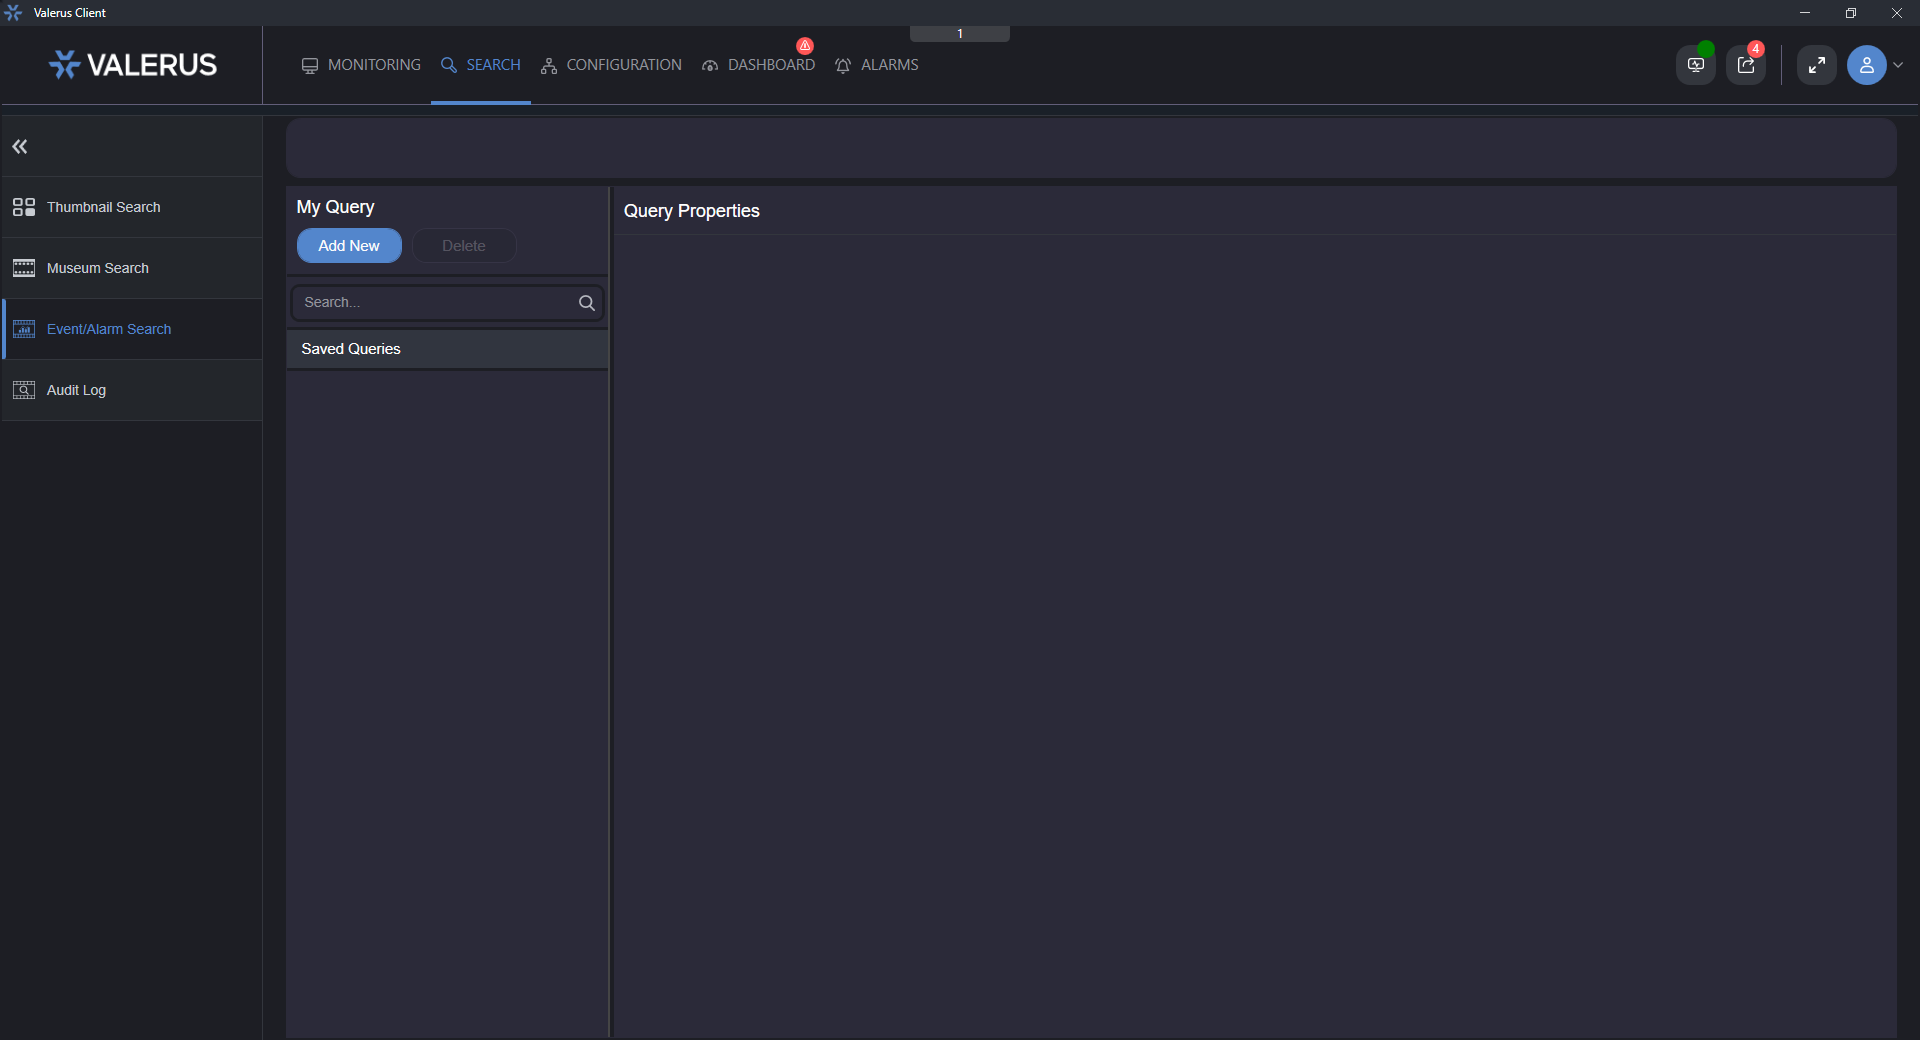 Valerus Client
1
VALERUS
MONITORING
SEARCH
CONFIGURATION
DASHBOARD
ALARMS
4
Thumbnail Search
Museum Search
Event/Alarm Search
Audit Log
My Query
Add New
Delete
Search...
Saved Queries
Query Properties